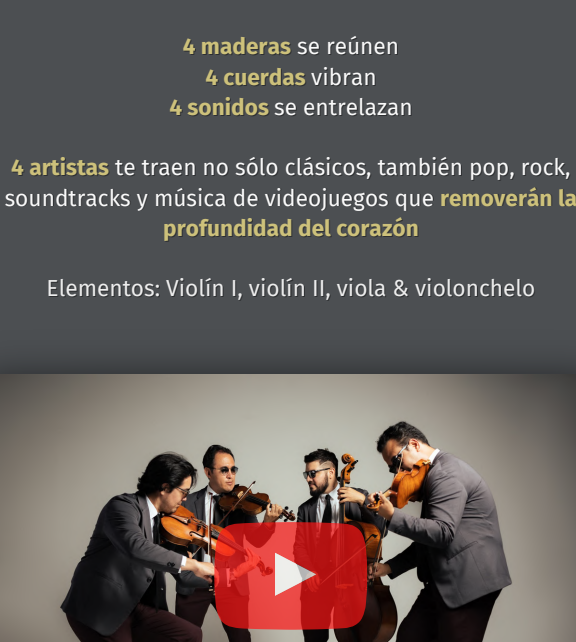 4 maderas se reúnen
4 cuerdas vibran
4 sonidos se entrelazan
4 artistas te traen no sólo clásicos, también pop, rock,
soundtracks y música de videojuegos que removerán la
profundidad del corazón
Elementos: Violín I, violín II, viola & violonchelo